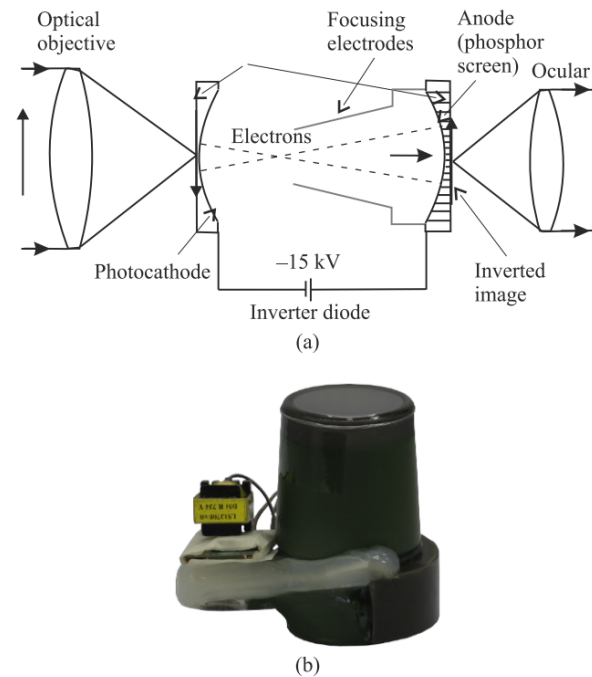 Optical
objective
Focusing
electrodes
Anode
(phosphor
screen)
Ocular
Electrons
Photocathode
–15 kV
Inverter diode
Inverted
image
(a)
(b)